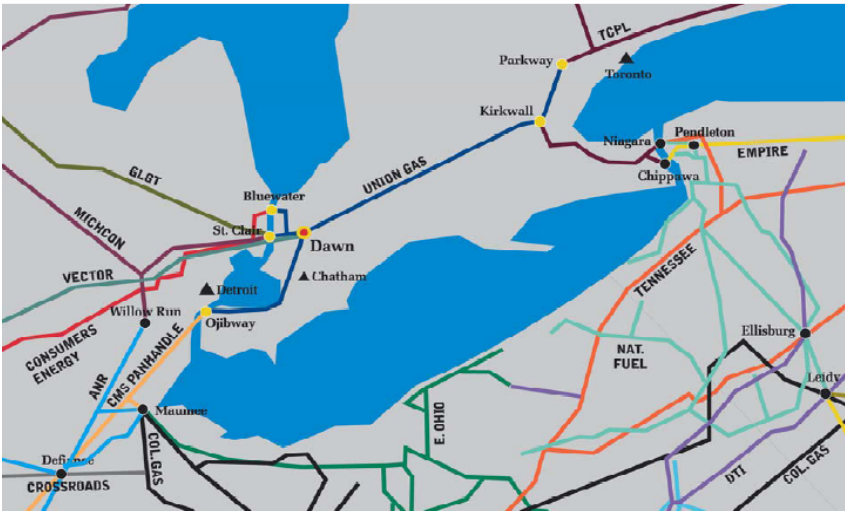 TCPL
Parkway
Toronto
Kirkwall
Niagara
Pendleton
EMPIRE
Chippawa
GLGT
UNION GAS
Bluewater
MICHCON
St. Clair
Dawn
VECTOR
Chatham
Detroit
TENNESSEE
Willow Run
Ojibway
CONSUMERS
ENERGY
CMS PANHANDLE
Ellisburg
NAT.
FUEL
ANR
Leidy
Maumee
E. OHIO
COL. GAS
Defiance
CROSSROADS
DTI
COL. GAS